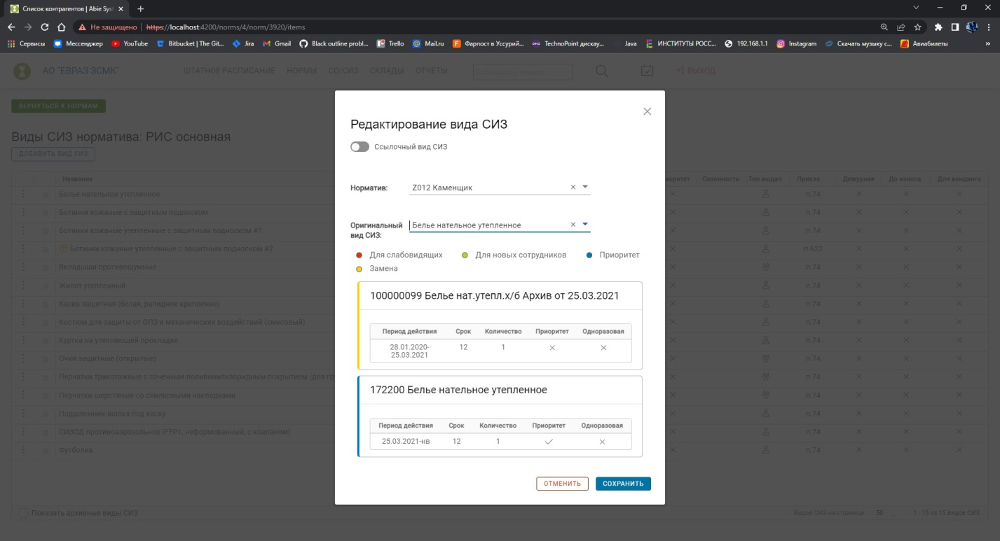 Список контрагентов | Abie Syst
Не защищено | https://localhost:4200/norms/4/norm/3920/items
Сервисы Мессенджер YouTube Bitbucket | The Git... Jira Gmail Black outline probl... Trello Mail.ru Фарпост в Уссурий... TechnoPoint дискау... Java ИНСТИТУТЫ РОСС... 192.168.1.1 Instagram Скачать музыку с... Авиабилеты »
АО "ЕВРАЗ ЗСМК" ШТАТНОЕ РАСПИСАНИЕ НОРМЫ СО/СИЗ СКЛАДЫ ОТЧЕТЫ ВЫХОД
ВЕРНУТЬСЯ К НОРМАМ
Виды СИЗ норматива: РИС основная
ДОБАВИТЬ ВИД СИЗ
Название оритет Сезонность Тип выдач Приказ Дежурная До износа Для вендинга
Белье нательное утепленное п.74
Ботинки кожаные с защитным подноском п.74
Ботинки кожаные утепленные с защитным подноском #1 п.74
Ботинки кожаные утепленные с защитным подноском #2 п.622
Вкладыши противошумные п.74
Жилет утепленный п.74
Каска защитная (белая, рапидное крепление) п.74
Костюм для защиты от ОПЗ и механических воздействий (смесовый) п.74
Куртка на утепляющей прокладке п.74
Очки защитные (открытые) п.74
Перчатки трикотажные с точечным поливинилхлоридным покрытием (для гр п.74
Перчатки шерстяные со спилковыми накладками п.74
Подшлемник-шапка под каску п.74
СИЗОД противоаэрозольное (FFP1, неформованный, с клапаном) п.74
Футболка п.74
Показать архивные виды СИЗ Видов СИЗ на странице 50 1 - 15 из 15 видов СИЗ.
Редактирование вида СИЗ
Ссылочный вид СИЗ
Норматив: Z012 Каменщик
Оригинальный вид СИЗ: Белье нательное утепленное
Для слабовидящих Для новых сотрудников Приоритет
Замена
100000099 Белье нат.утепл.х/б Архив от 25.03.2021
Период действия Срок Количество Приоритет Одноразовая
28.01.2020- 12 1
25.03.2021
172200 Белье нательное утепленное
Период действия Срок Количество Приоритет Одноразовая
25.03.2021-нв 12 1
ОТМЕНИТЬ СОХРАНИТЬ